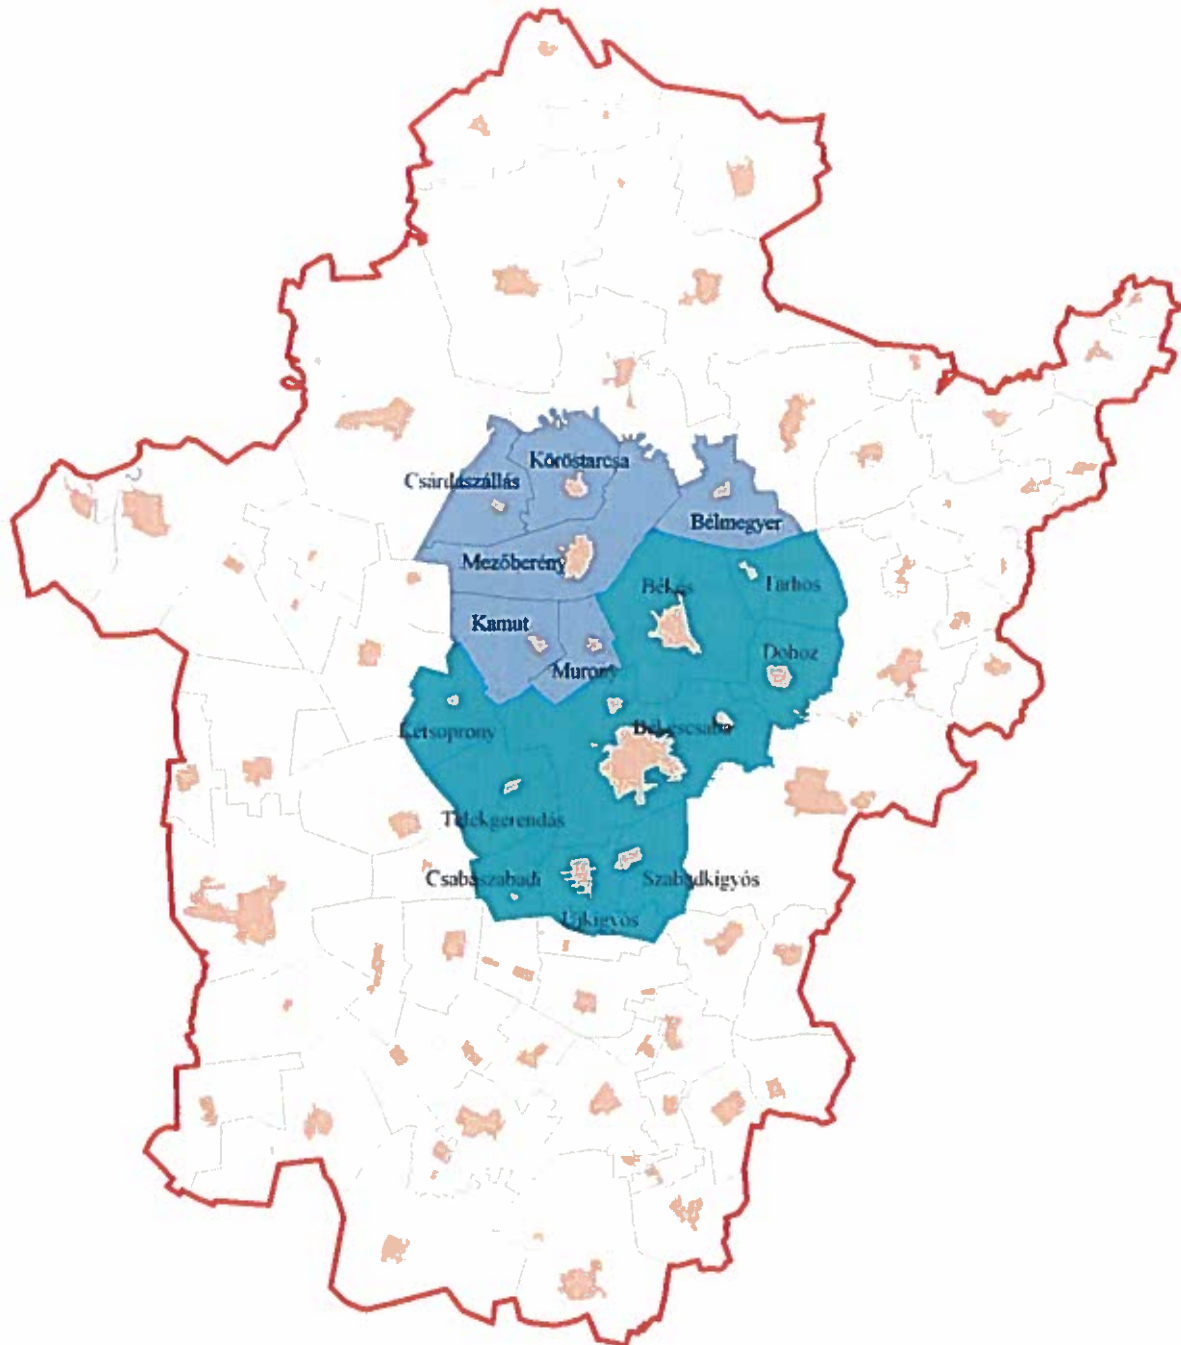 Köröstarcsa
Csárdaszállás
Bélmegyer
Mezőberény
Békés
Tarhos
Kamut
Doboz
Murony
Kétsoprony
Békéscsaba
Telekgerendás
Csabaszabadi
Szabadkígyós
Újkígyós